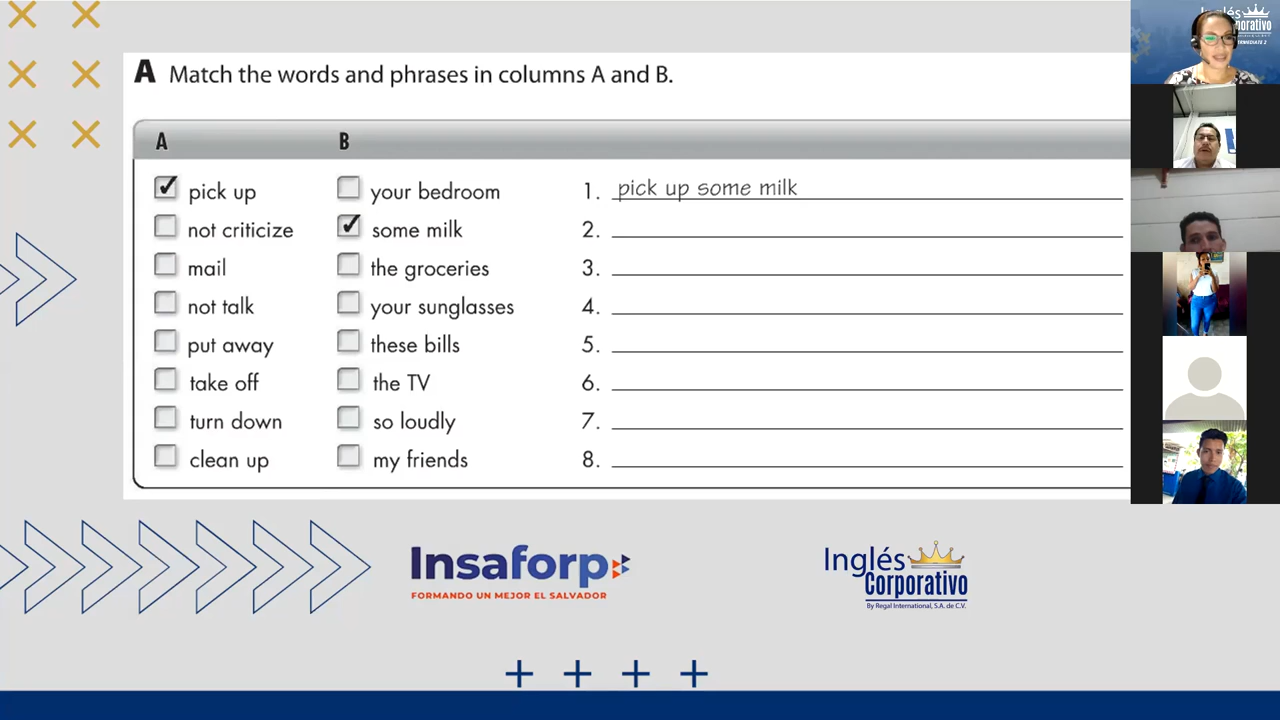 A Match the words and phrases in columns A and B.
A B
pick up your bedroom 1. pick up some milk
not criticize some milk 2.
mail the groceries 3.
not talk your sunglasses 4.
put away these bills 5.
take off the TV 6.
turn down so loudly 7.
clean up my friends 8.
Insaforp
FORMANDO UN MEJOR EL SALVADOR
Inglés
Corporativo
By Regal International, S.A. de C.V.
Inglés